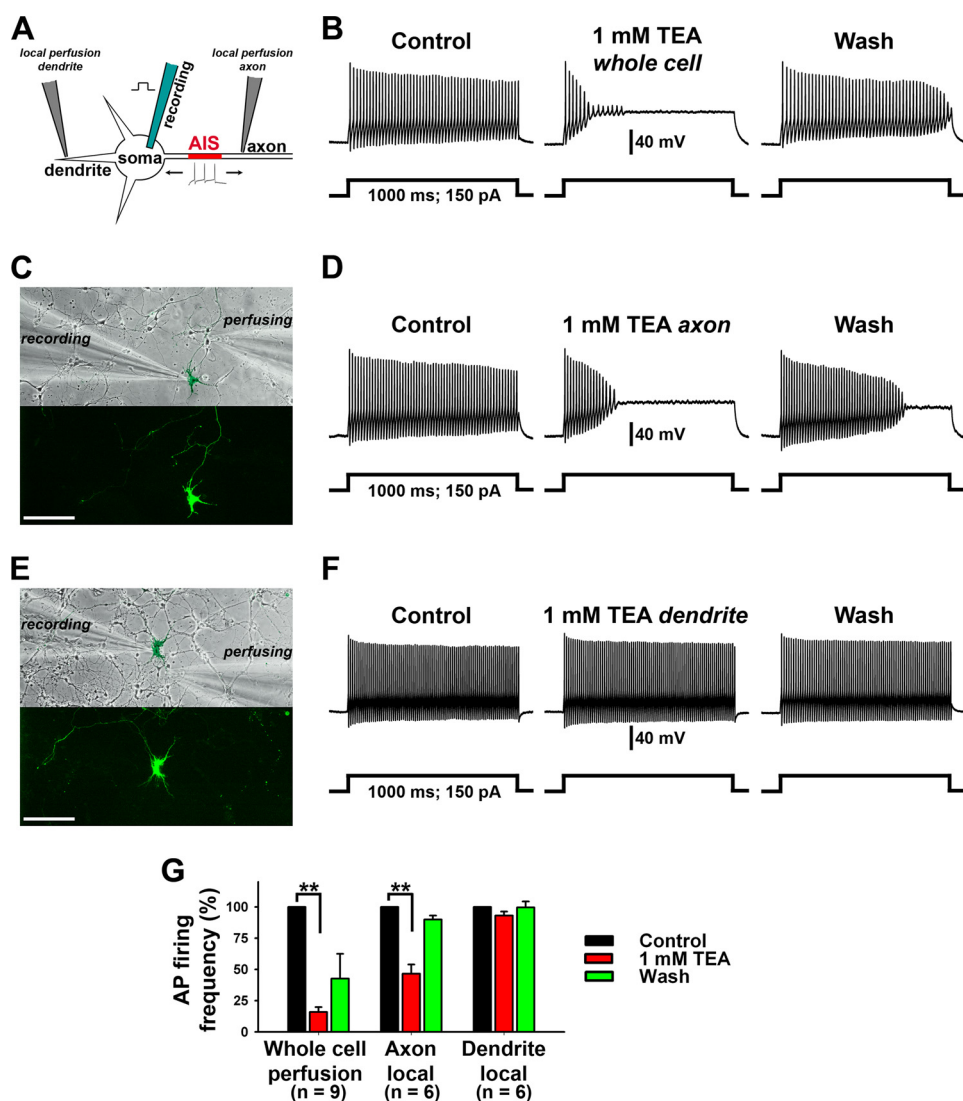 A
local perfusion
dendrite
local perfusion
axon
recording
AIS
soma
axon
dendrite
B
Control
1 mM TEA
whole cell
Wash
40 mV
1000 ms; 150 pA
C
recording
perfusing
D
Control
1 mM TEA axon
Wash
40 mV
1000 ms; 150 pA
E
recording
perfusing
F
Control
1 mM TEA dendrite
Wash
40 mV
1000 ms; 150 pA
G
AP firing
frequency (%)
100
75
50
25
0
**
**
Whole cell
perfusion
(n = 9)
Axon
local
(n = 6)
Dendrite
local
(n = 6)
Control
1 mM TEA
Wash